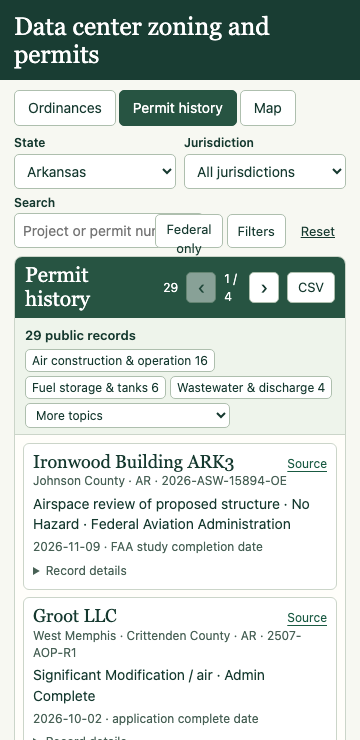 Data center zoning and
permits
Ordinances
Permit history
Map
State
Jurisdiction
Arkansas
All jurisdictions
Search
Project or permit nur
Federal
only
Filters
Reset
Permit
history
29
‹
1 /
4
›
CSV
29 public records
Air construction & operation 16
Fuel storage & tanks 6
Wastewater & discharge 4
More topics
Ironwood Building ARK3
Source
Johnson County · AR · 2026-ASW-15894-OE
Airspace review of proposed structure · No
Hazard · Federal Aviation Administration
2026-11-09 · FAA study completion date
Record details
Groot LLC
Source
West Memphis · Crittenden County · AR · 2507-
AOP-R1
Significant Modification / air · Admin
Complete
2026-10-02 · application complete date
Record details